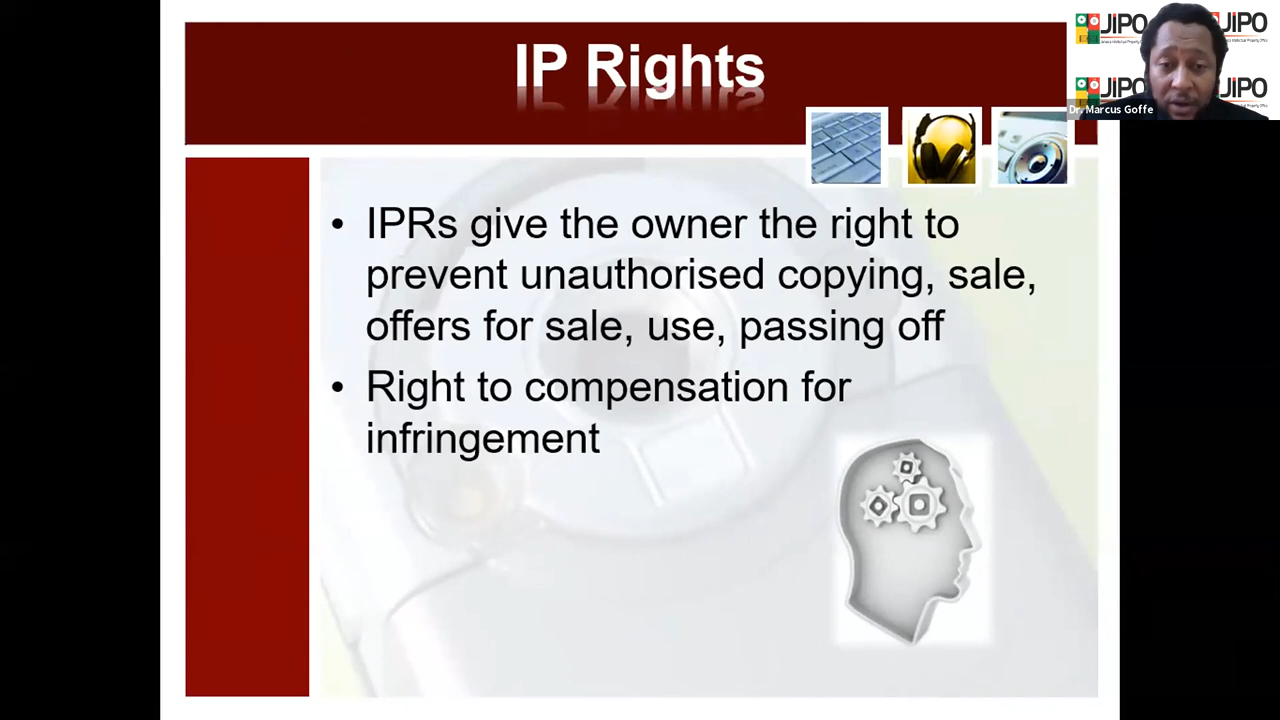 IP Rights
JIPO
JIPO
JIPO
JIPO
Dr. Marcus Goffe
• IPRs give the owner the right to
prevent unauthorised copying, sale,
offers for sale, use, passing off
• Right to compensation for
infringement